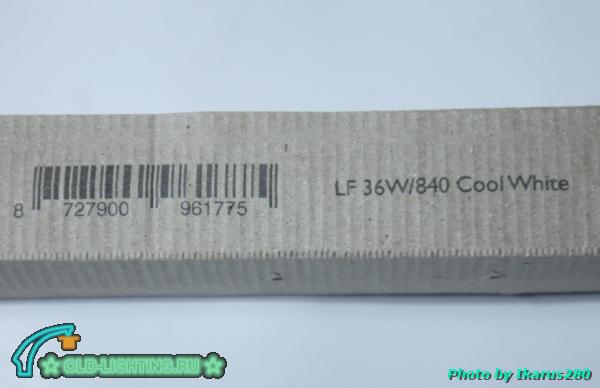 LF 36W/840 Cool White
8 727900 961775
OLD-LIGHTING.RU
Photo by Ikarus280